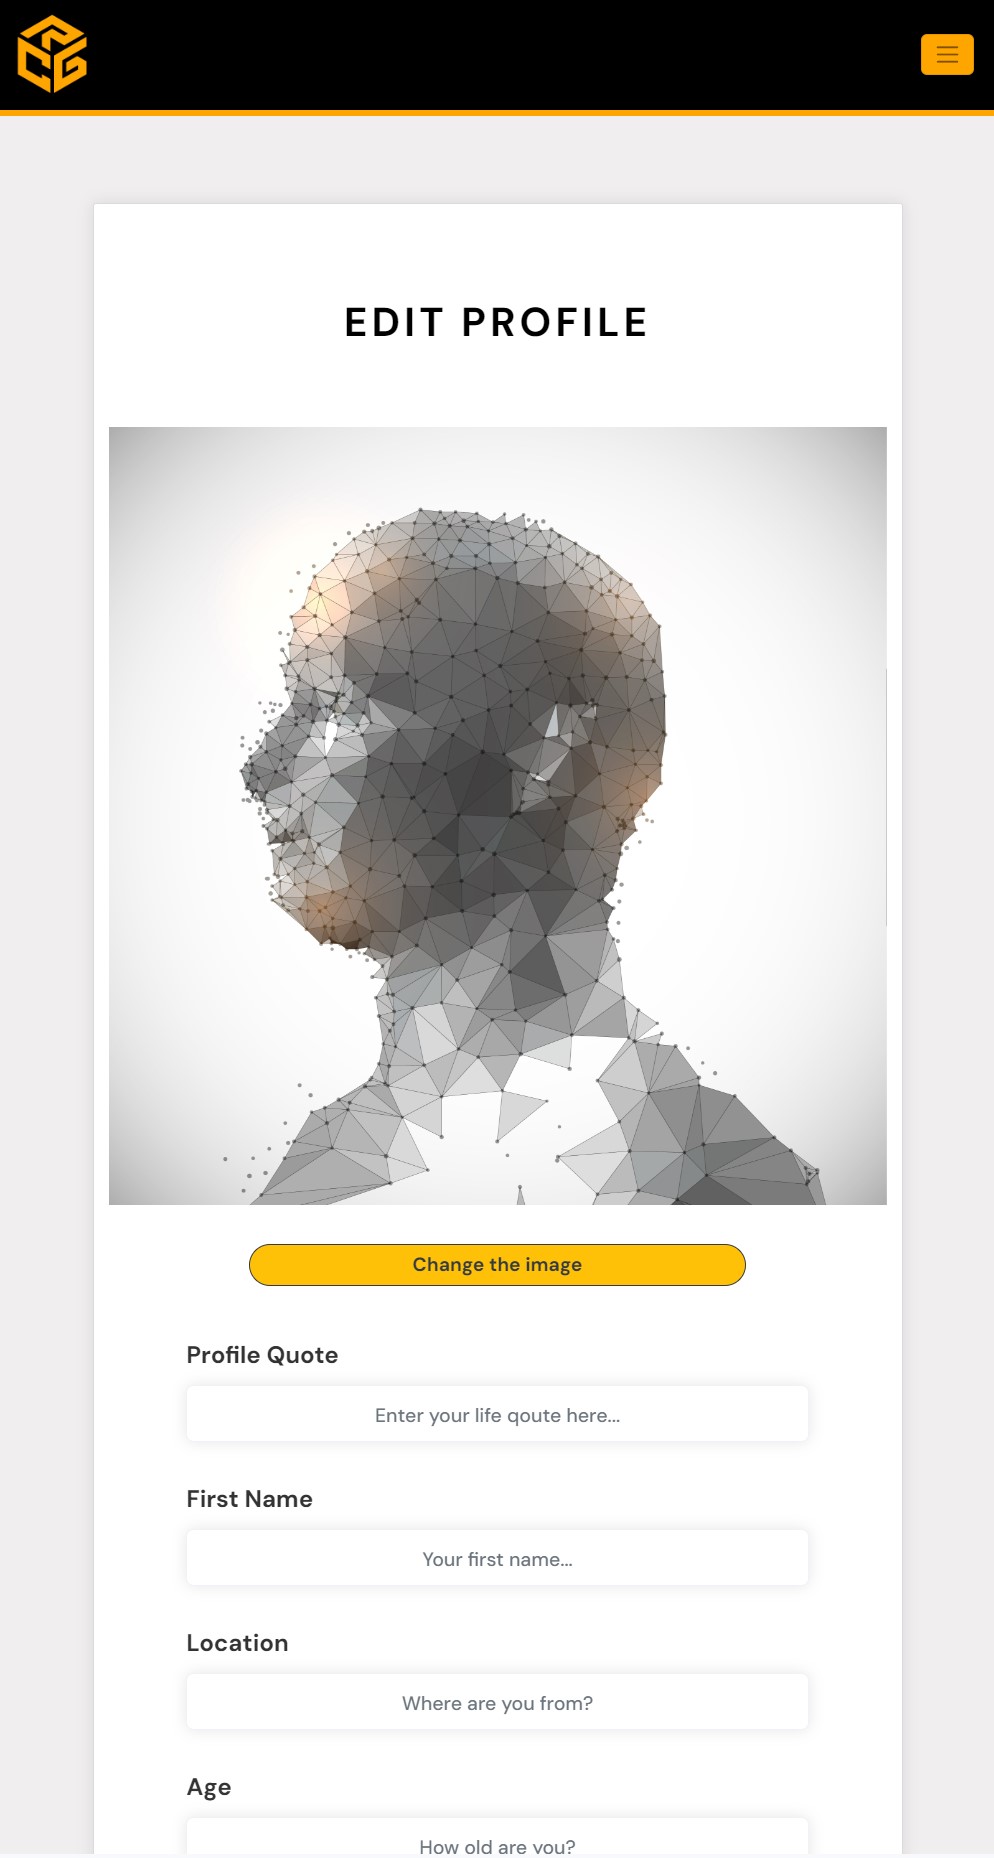 EDIT PROFILE
Change the image
Profile Quote
Enter your life qoute here...
First Name
Your first name...
Location
Where are you from?
Age
How old are you?